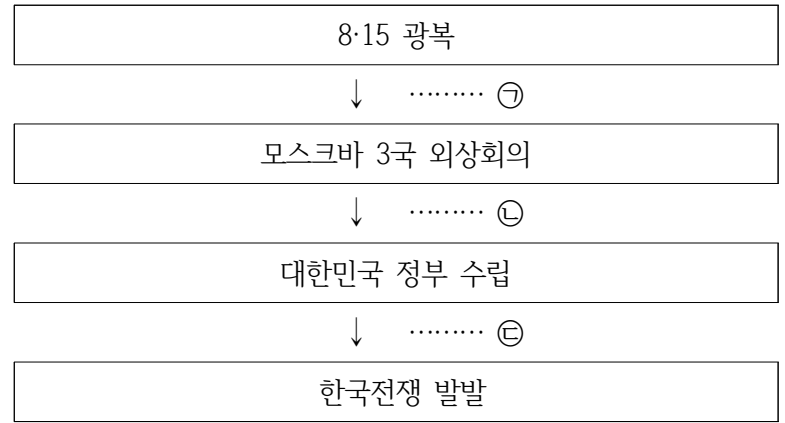 8·15 광복
↓ ········· ㉠
모스크바 3국 외상회의
↓ ········· ㉡
대한민국 정부 수립
↓ ········· ㉢
한국전쟁 발발